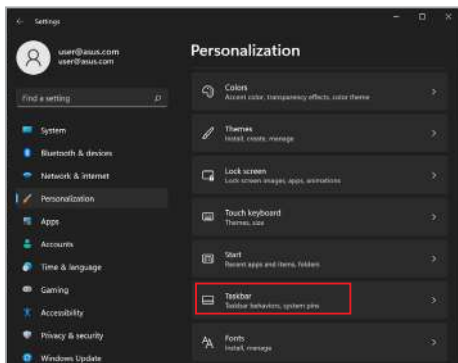 Settings
user@asus.com
user@asus.com
Find a setting
System
Bluetooth & devices
Network & internet
Personalization
Apps
Accounts
Time & language
Gaming
Accessibility
Privacy & security
Windows Update
Personalization
Colors
Accent color, transparency effects, color theme
Themes
Install, create, manage
Lock screen
Lock screen images, apps, animations
Touch keyboard
Themes, size
Start
Recent apps and items, folders
Taskbar
Taskbar behaviors, system pins
Fonts
Install, manage